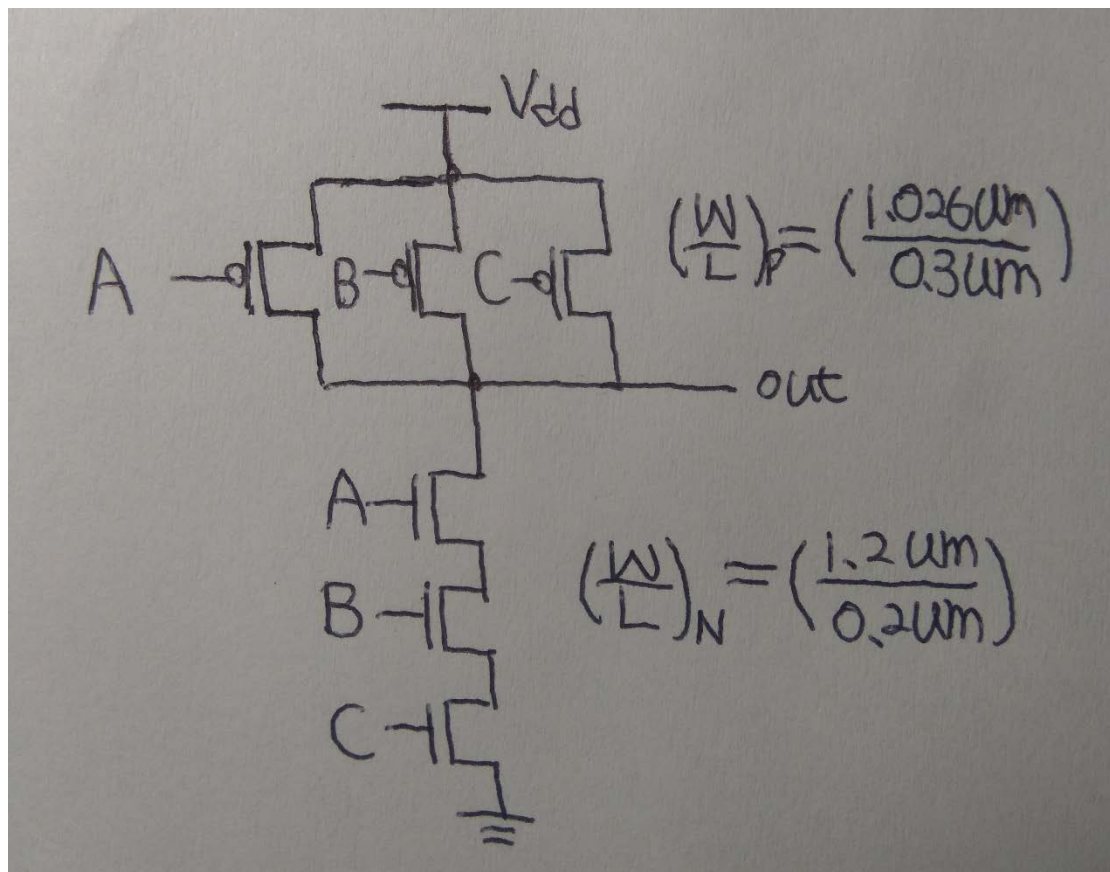 Vdd
A
B
C
(W/L)P = (1.026um/0.3um)
out
A
B
C
(W/L)N = (1.2um/0.2um)